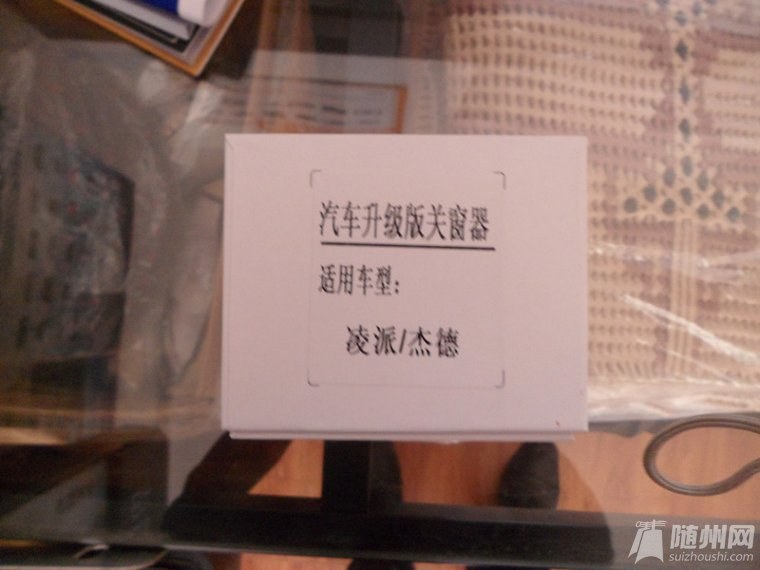 汽车升级版关窗器
适用车型：
凌派/杰德
随州网
suizhoushi.com